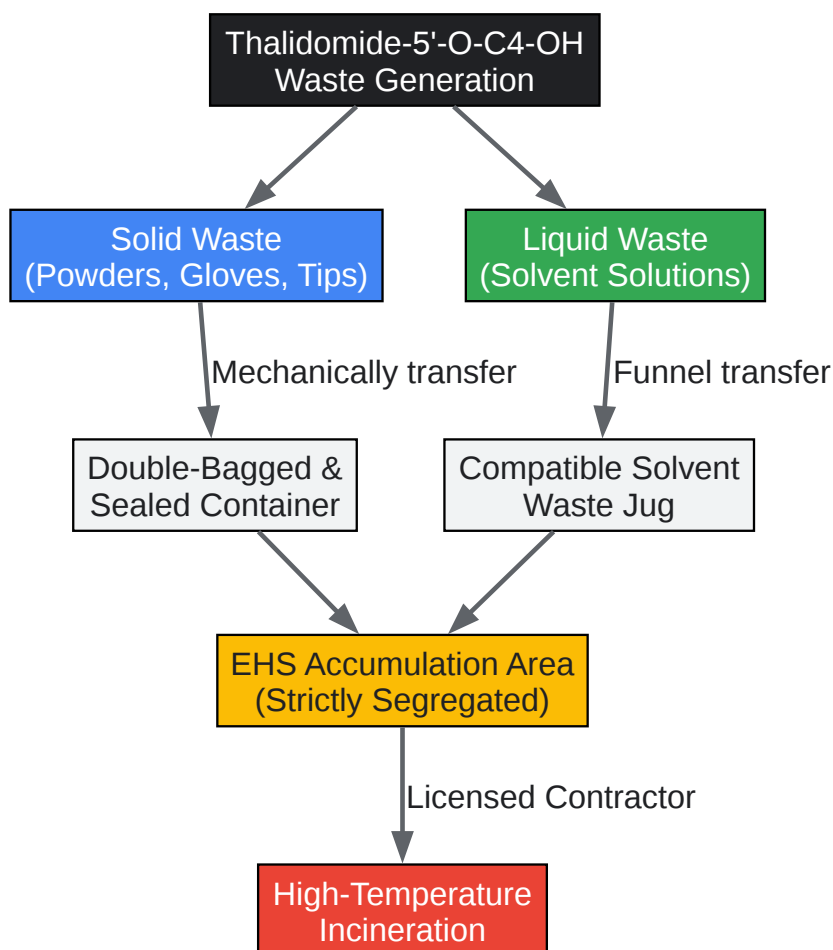 Thalidomide-5'-O-C4-OH
Waste Generation
Solid Waste
(Powders, Gloves, Tips)
Liquid Waste
(Solvent Solutions)
Mechanically transfer
Funnel transfer
Double-Bagged &
Sealed Container
Compatible Solvent
Waste Jug
EHS Accumulation Area
(Strictly Segregated)
Licensed Contractor
High-Temperature
Incineration